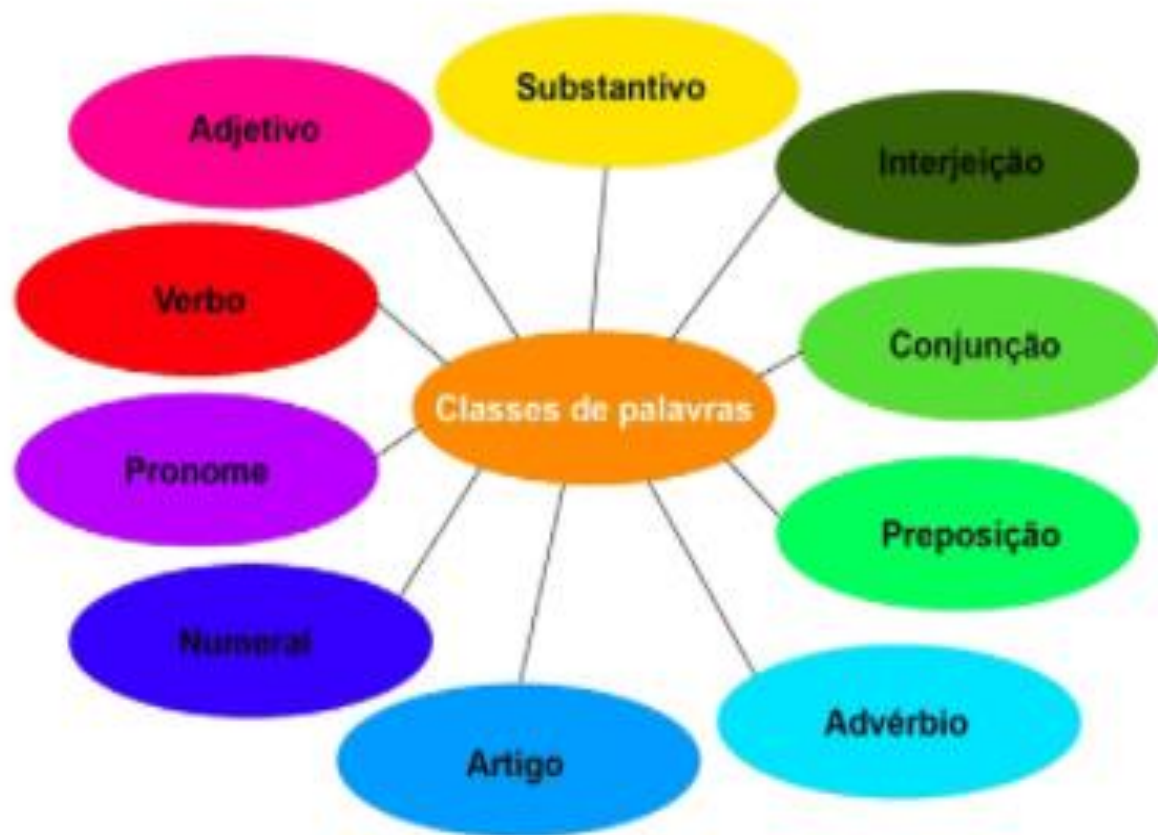 Substantivo
Adjetivo
Interjeição
Verbo
Conjunção
Classes de palavras
Pronome
Preposição
Numeral
Advérbio
Artigo